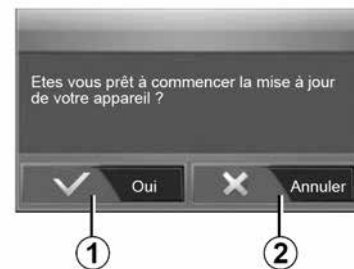 Etes vous prêt à commencer la mise à jour
de votre appareil ?
Oui Annuler
1 2